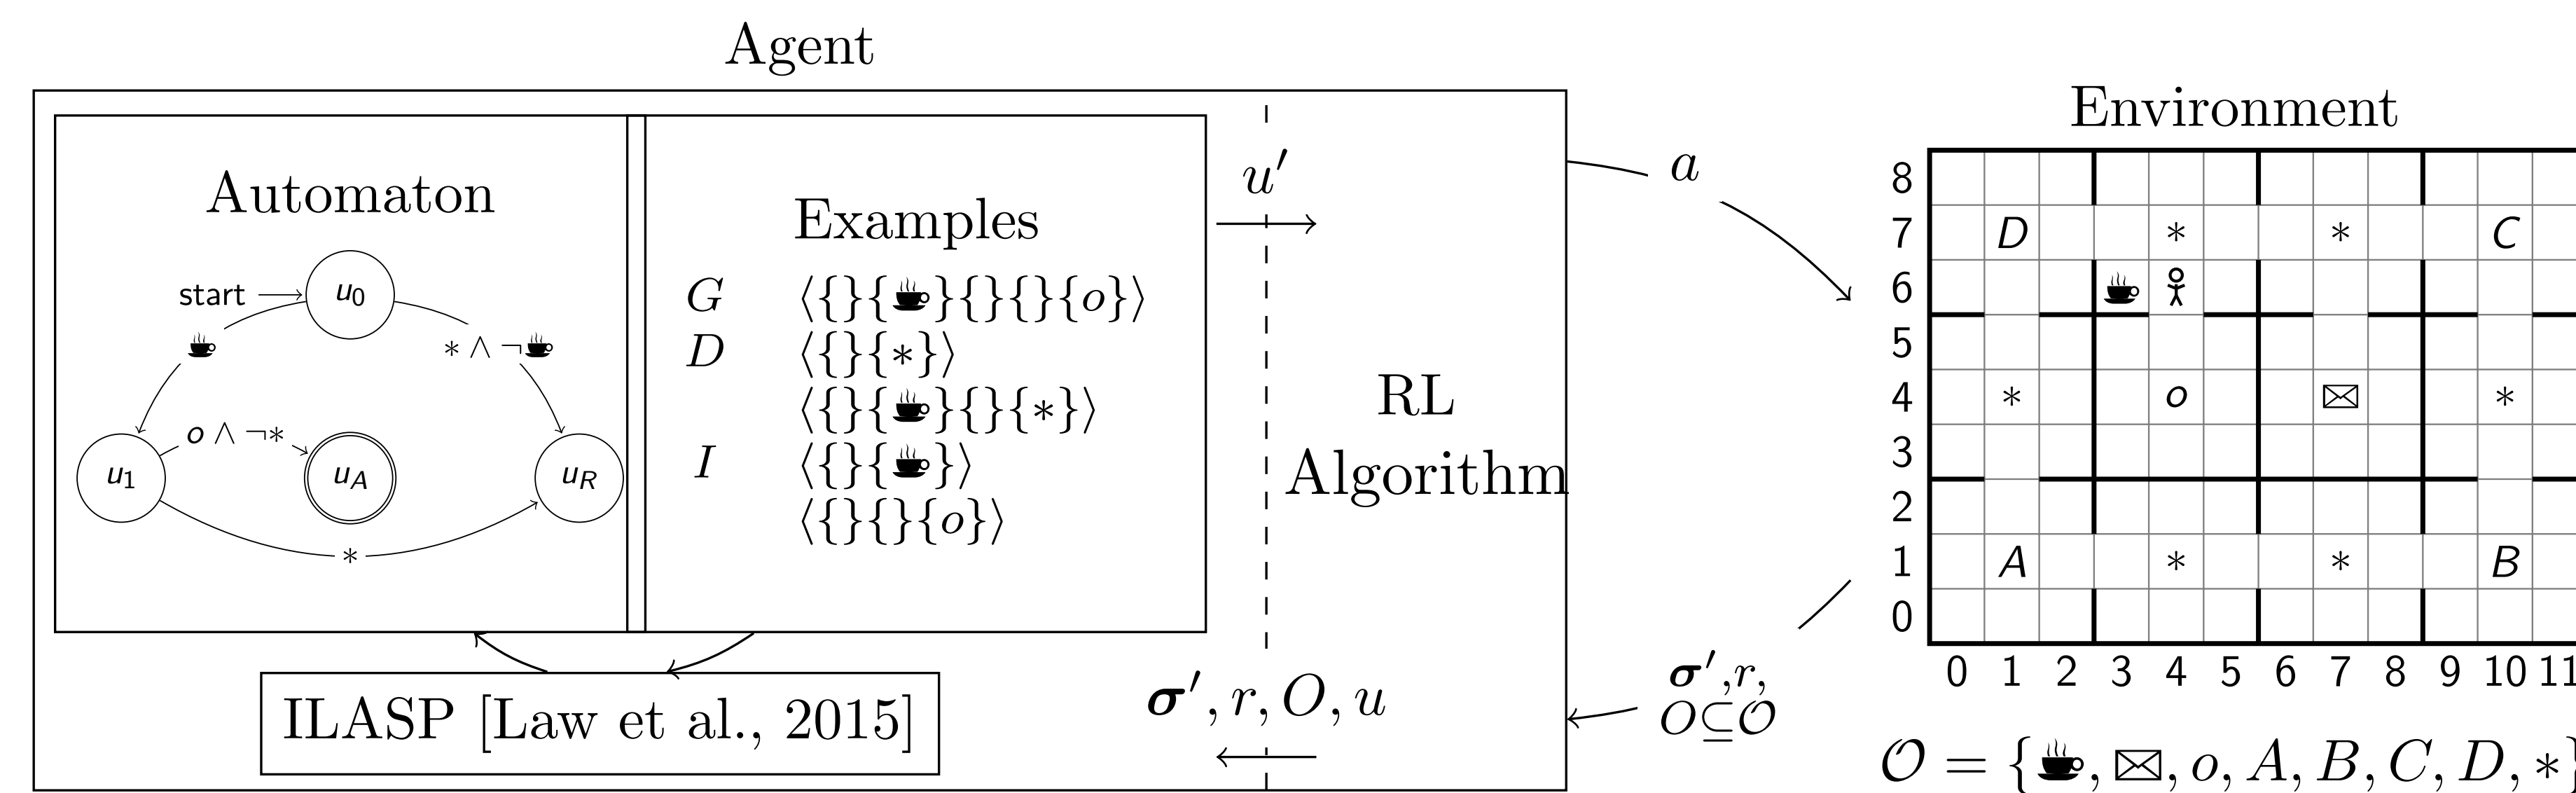 Agent
Automaton
start
u0
☕
* ∧ ¬☕
u1
o ∧ ¬*
uA
uR
*
Examples
G ⟨{}{☕}{}{}{o}⟩
D ⟨{}{*}⟩
⟨{}{☕}{}{*}⟩
I ⟨{}{☕}⟩
⟨{}{}{o}⟩
ILASP [Law et al., 2015]
u′
RL
Algorithm
σ′, r, O, u
a
σ′,r,
O⊆𝒪
Environment
8
7 D * * C
6 ☕
5
4 * o ✉ *
3
2
1 A * * B
0
0 1 2 3 4 5 6 7 8 9 10 11
𝒪 = {☕, ✉, o, A, B, C, D, *}